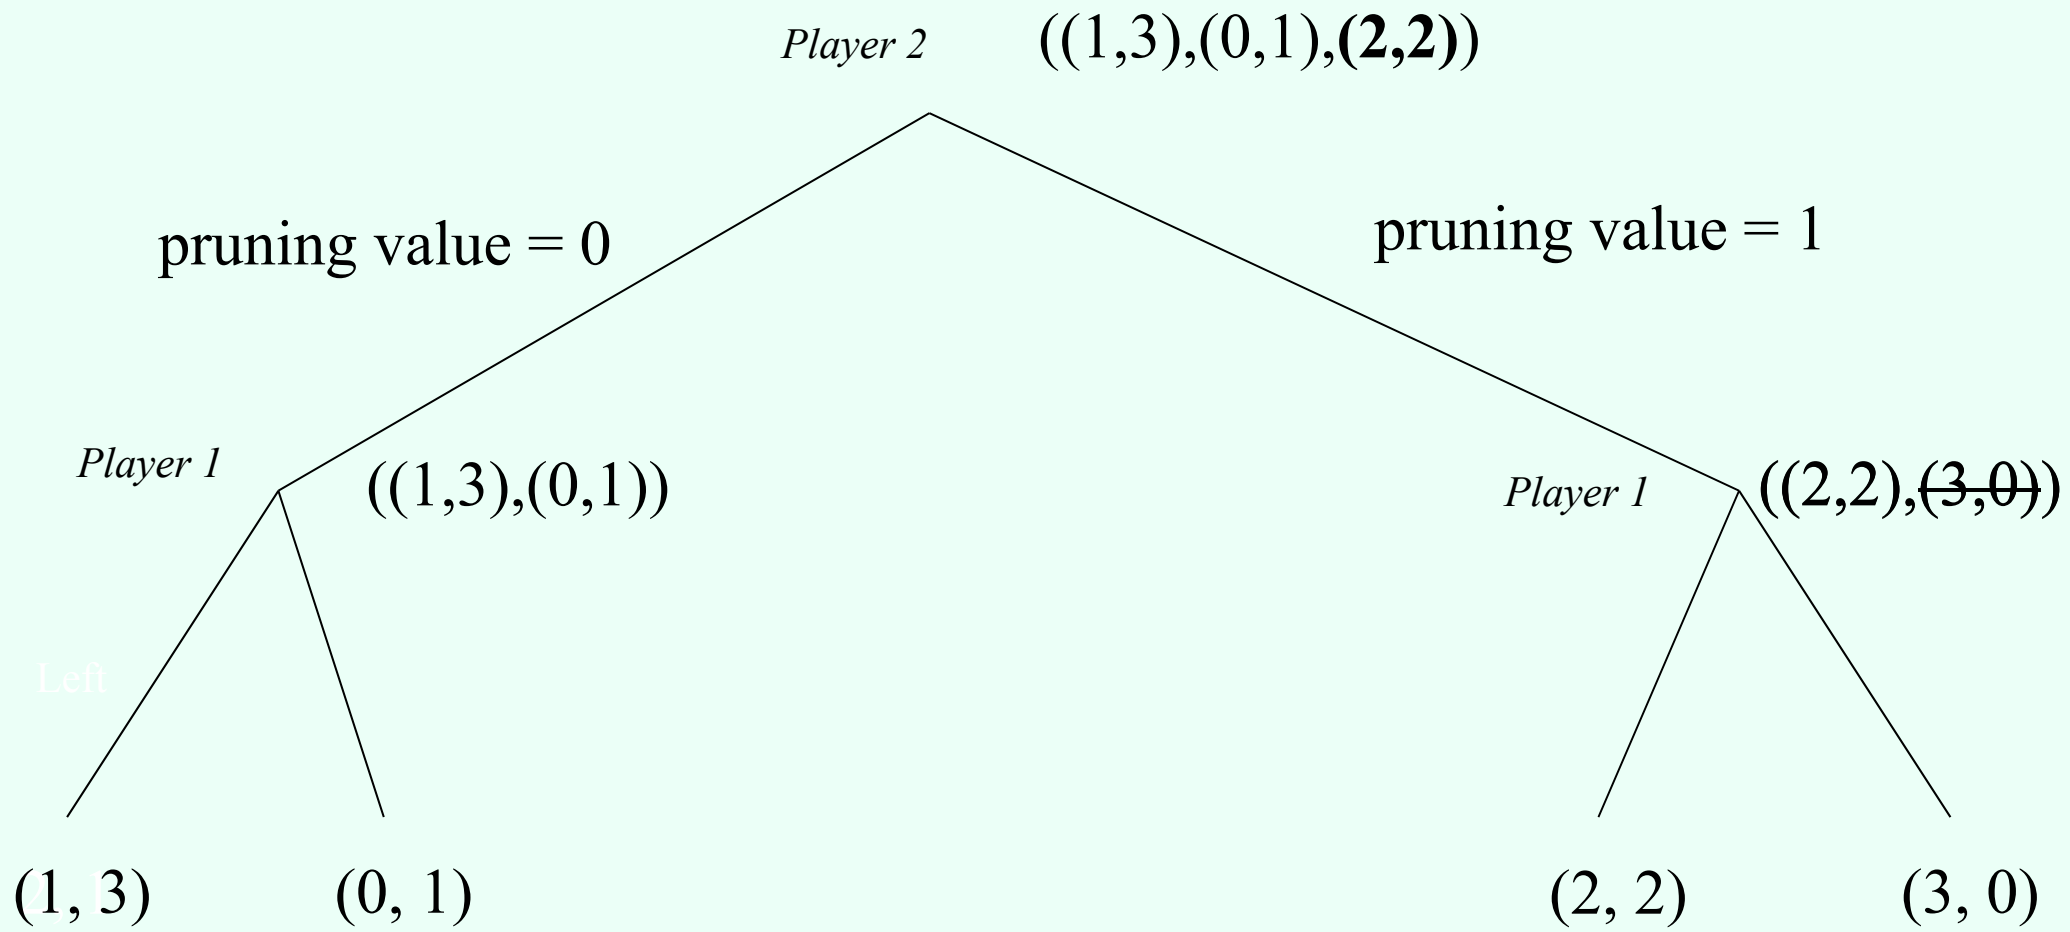 Player 2
((1,3),(0,1),(2,2))
pruning value = 0
pruning value = 1
Player 1
((1,3),(0,1))
Player 1
((2,2),(3,0))
Left
(1, 3)
(0, 1)
(2, 2)
(3, 0)